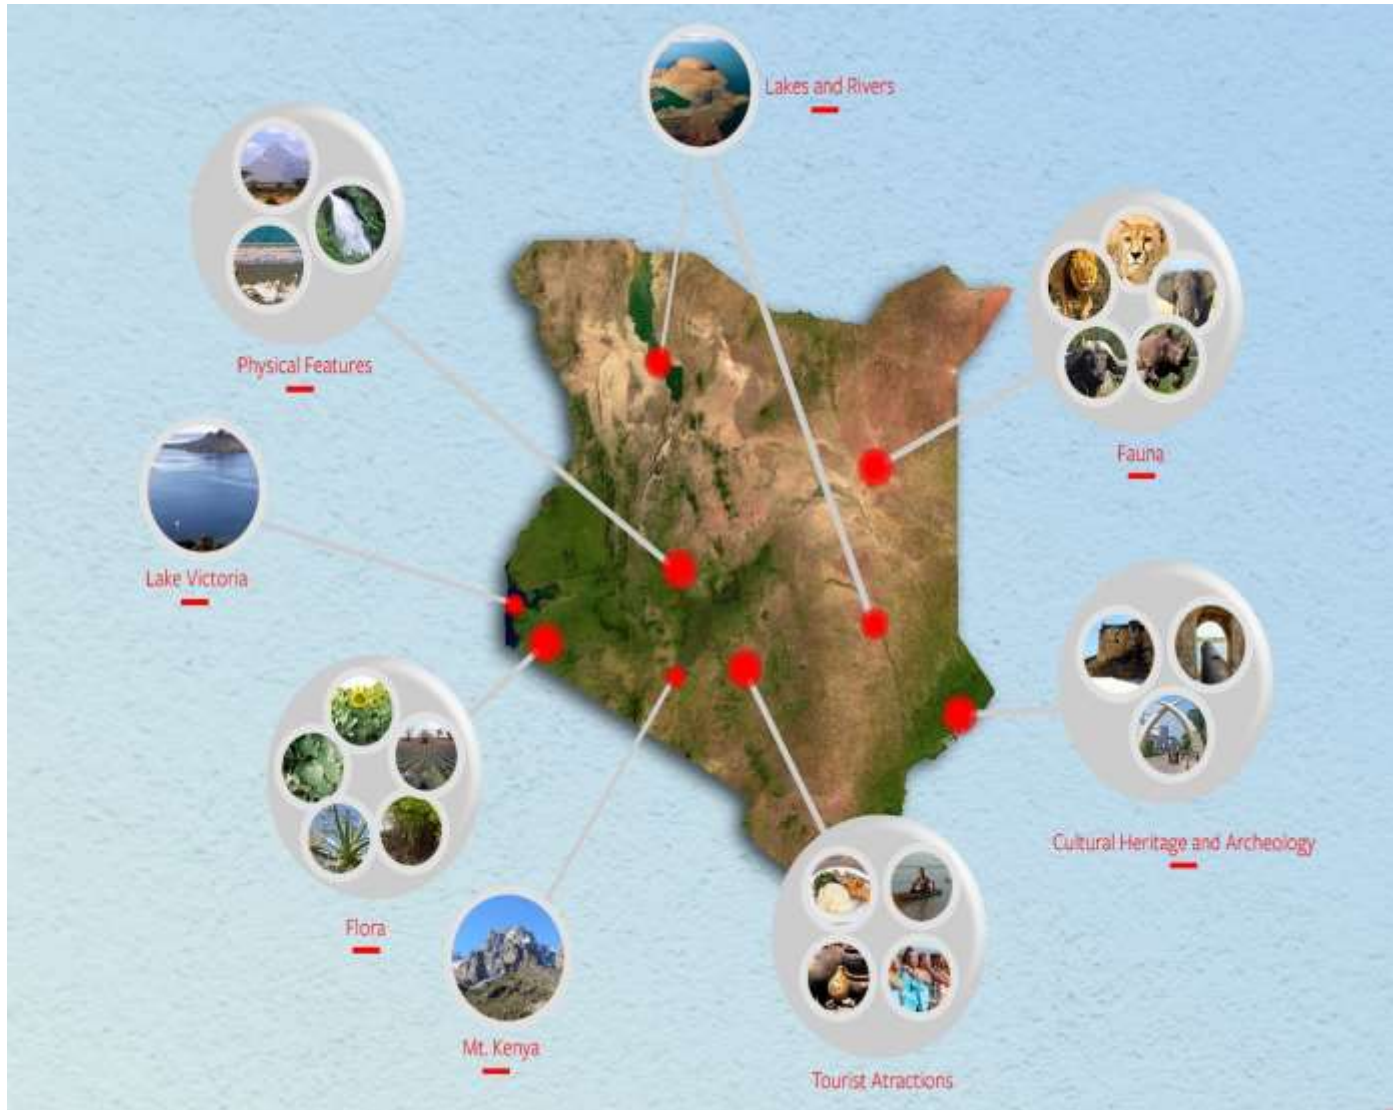 Lakes and Rivers
Physical Features
Fauna
Lake Victoria
Cultural Heritage and Archeology
Flora
Mt. Kenya
Tourist Atractions